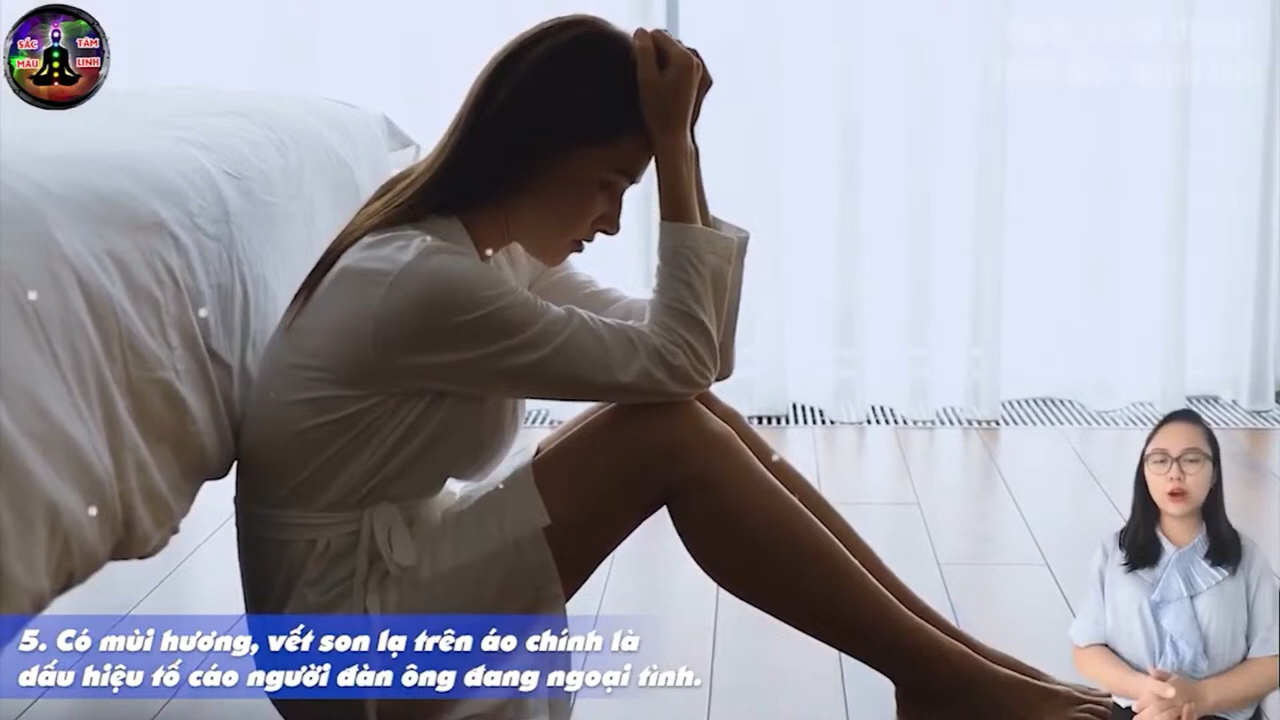 SẮC TÂM
MÀU LINH
5. Có mùi hương, vết son lạ trên áo chính là
dấu hiệu tố cáo người đàn ông đang ngoại tình.